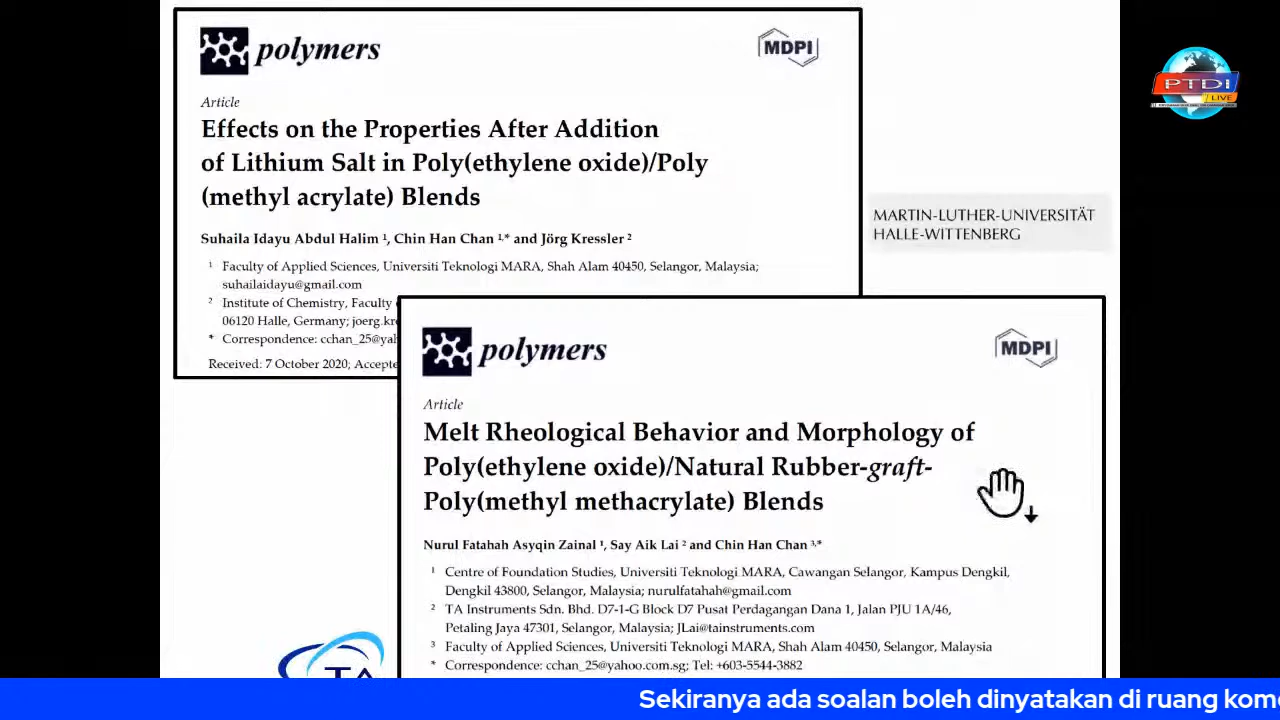 polymers
MDPI
Article
Effects on the Properties After Addition
of Lithium Salt in Poly(ethylene oxide)/Poly
(methyl acrylate) Blends
Suhaila Idayu Abdul Halim ¹, Chin Han Chan ¹,* and Jörg Kressler ²
¹ Faculty of Applied Sciences, Universiti Teknologi MARA, Shah Alam 40450, Selangor, Malaysia;
suhailaidayu@gmail.com
² Institute of Chemistry, Faculty
06120 Halle, Germany;
* Correspondence:
Received: 7 October 2020;
PTDI
LIVE
MARTIN-LUTHER-UNIVERSITÄT
HALLE-WITTENBERG
polymers
MDPI
Article
Melt Rheological Behavior and Morphology of
Poly(ethylene oxide)/Natural Rubber-graft-
Poly(methyl methacrylate) Blends
Nurul Fatahah Asyqin Zainal ¹, Say Aik Lai ² and Chin Han Chan ³,*
¹ Centre of Foundation Studies, Universiti Teknologi MARA, Cawangan Selangor, Kampus Dengkil,
Dengkil 43800, Selangor, Malaysia; nurulfatahah@gmail.com
² TA Instruments Sdn. Bhd. D7-1-G Block D7 Pusat Perdagangan Dana 1, Jalan PJU 1A/46,
Petaling Jaya 47301, Selangor, Malaysia; JLai@tainstruments.com
³ Faculty of Applied Sciences, Universiti Teknologi MARA, Shah Alam 40450, Selangor, Malaysia
* Correspondence: cchan_25@yahoo.com.sg; Tel: +603-5544-3882
TA
Sekiranya ada soalan boleh dinyatakan di ruang